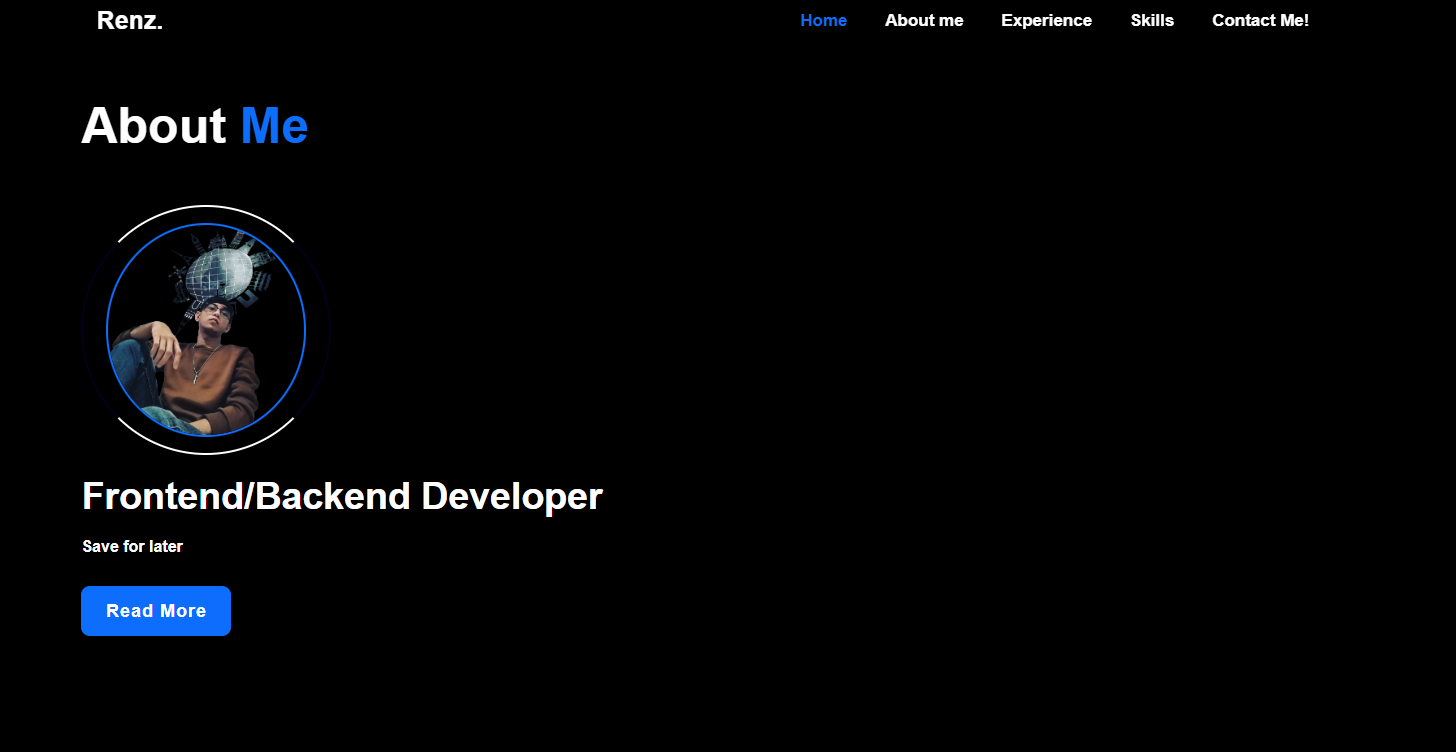 Renz.
Home About me Experience Skills Contact Me!
About Me
Frontend/Backend Developer
Save for later
Read More